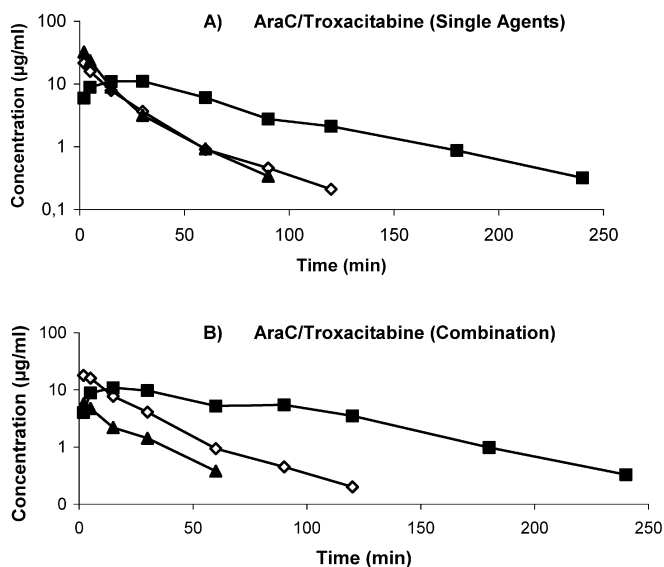 A) AraC/Troxacitabine (Single Agents)
Concentration (µg/ml)
100
10
1
0,1
0 50 100 150 200 250
Time (min)
B) AraC/Troxacitabine (Combination)
Concentration (µg/ml)
100
10
1
0
0 50 100 150 200 250
Time (min)